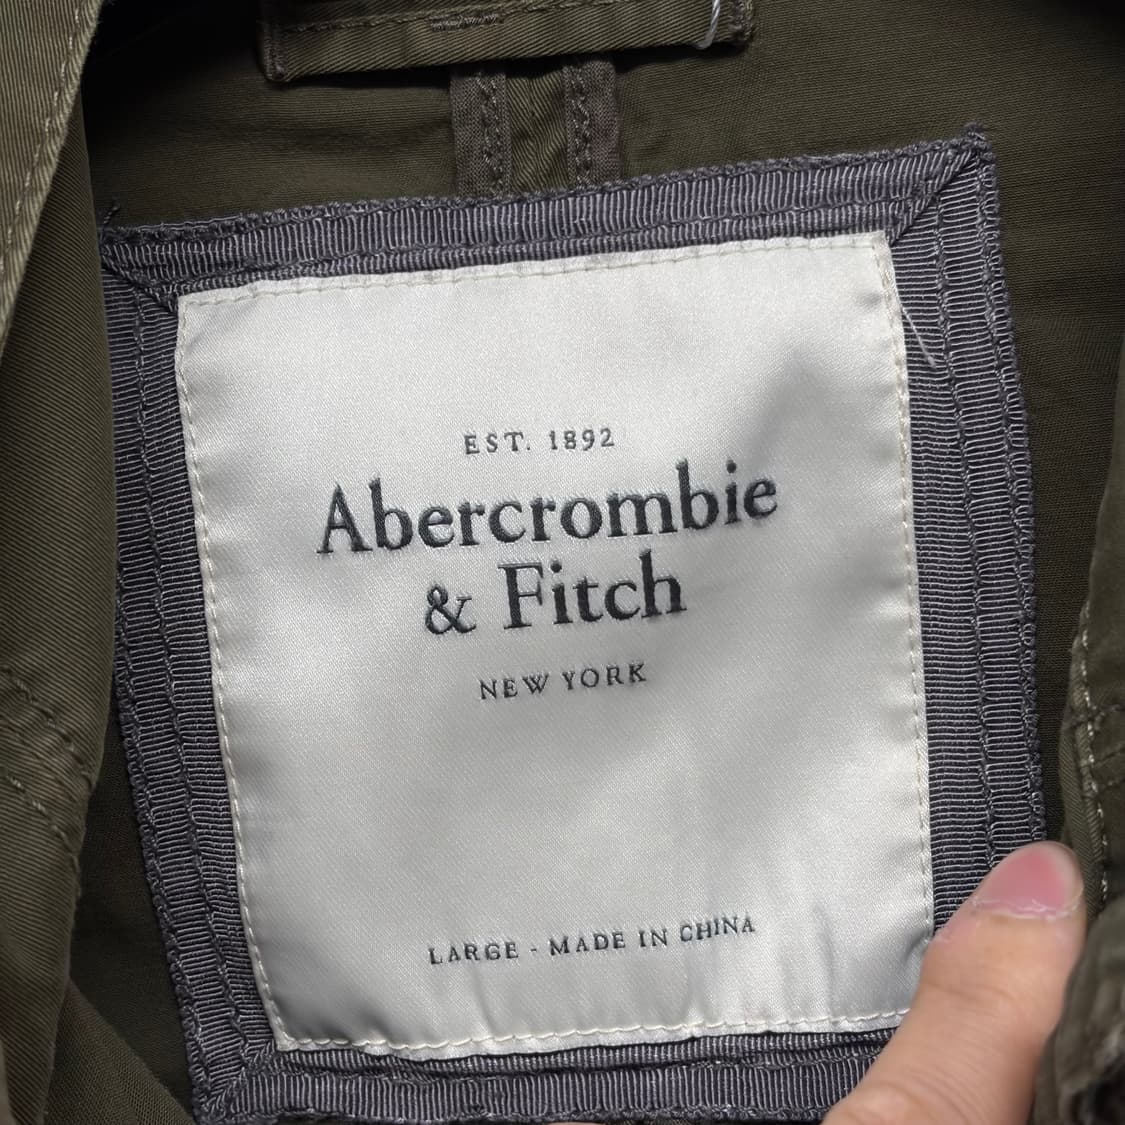 EST. 1892
Abercrombie
& Fitch
NEW YORK
LARGE - MADE IN CHINA